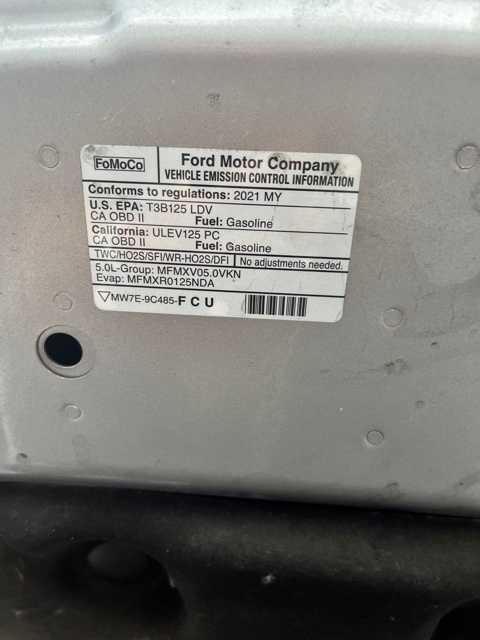 FoMoCo
Ford Motor Company
VEHICLE EMISSION CONTROL INFORMATION
Conforms to regulations: 2021 MY
U.S. EPA: T3B125 LDV
CA OBD II Fuel: Gasoline
California: ULEV125 PC
CA OBD II Fuel: Gasoline
TWC/HO2S/SFI/WR-HO2S/DFI No adjustments needed.
5.0L-Group: MFMXV05.0VKN
Evap: MFMXR0125NDA
MW7E-9C485-FCU